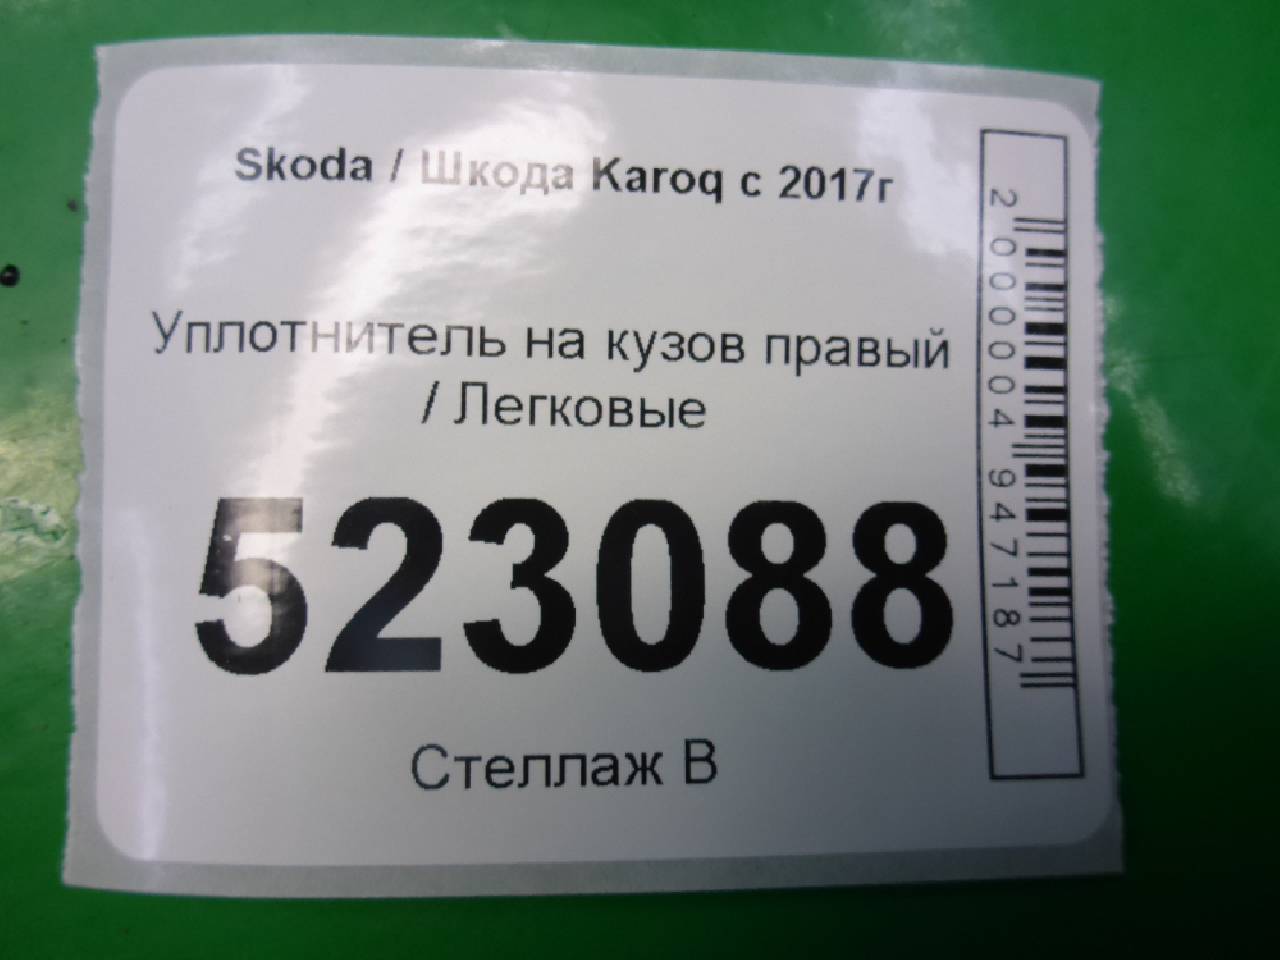 Skoda / Шкода Karoq с 2017г
Уплотнитель на кузов правый
/ Легковые
523088
Стеллаж В
2000004947187